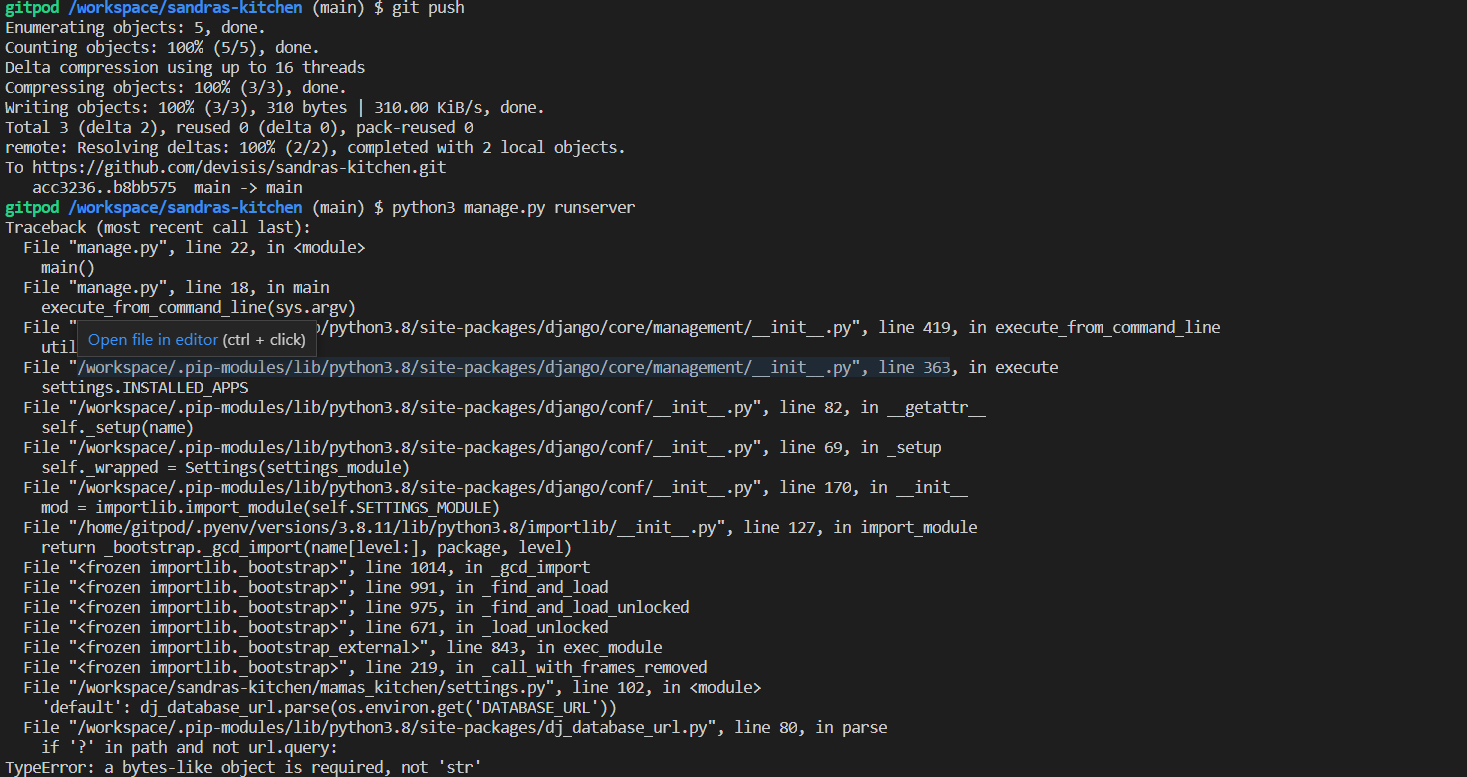 gitpod /workspace/sandras-kitchen (main) $ git push
Enumerating objects: 5, done.
Counting objects: 100% (5/5), done.
Delta compression using up to 16 threads
Compressing objects: 100% (3/3), done.
Writing objects: 100% (3/3), 310 bytes | 310.00 KiB/s, done.
Total 3 (delta 2), reused 0 (delta 0), pack-reused 0
remote: Resolving deltas: 100% (2/2), completed with 2 local objects.
To https://github.com/devisis/sandras-kitchen.git
   acc3236..b8bb575  main -> main
gitpod /workspace/sandras-kitchen (main) $ python3 manage.py runserver
Traceback (most recent call last):
  File "manage.py", line 22, in <module>
    main()
  File "manage.py", line 18, in main
    execute_from_command_line(sys.argv)
  File "b/python3.8/site-packages/django/core/management/__init__.py", line 419, in execute_from_command_line
Open file in editor (ctrl + click)
    util
  File "/workspace/.pip-modules/lib/python3.8/site-packages/django/core/management/__init__.py", line 363, in execute
    settings.INSTALLED_APPS
  File "/workspace/.pip-modules/lib/python3.8/site-packages/django/conf/__init__.py", line 82, in __getattr__
    self._setup(name)
  File "/workspace/.pip-modules/lib/python3.8/site-packages/django/conf/__init__.py", line 69, in _setup
    self._wrapped = Settings(settings_module)
  File "/workspace/.pip-modules/lib/python3.8/site-packages/django/conf/__init__.py", line 170, in __init__
    mod = importlib.import_module(self.SETTINGS_MODULE)
  File "/home/gitpod/.pyenv/versions/3.8.11/lib/python3.8/importlib/__init__.py", line 127, in import_module
    return _bootstrap._gcd_import(name[level:], package, level)
  File "<frozen importlib._bootstrap>", line 1014, in _gcd_import
  File "<frozen importlib._bootstrap>", line 991, in _find_and_load
  File "<frozen importlib._bootstrap>", line 975, in _find_and_load_unlocked
  File "<frozen importlib._bootstrap>", line 671, in _load_unlocked
  File "<frozen importlib._bootstrap_external>", line 843, in exec_module
  File "<frozen importlib._bootstrap>", line 219, in _call_with_frames_removed
  File "/workspace/sandras-kitchen/mamas_kitchen/settings.py", line 102, in <module>
    'default': dj_database_url.parse(os.environ.get('DATABASE_URL'))
  File "/workspace/.pip-modules/lib/python3.8/site-packages/dj_database_url.py", line 80, in parse
    if '?' in path and not url.query:
TypeError: a bytes-like object is required, not 'str'